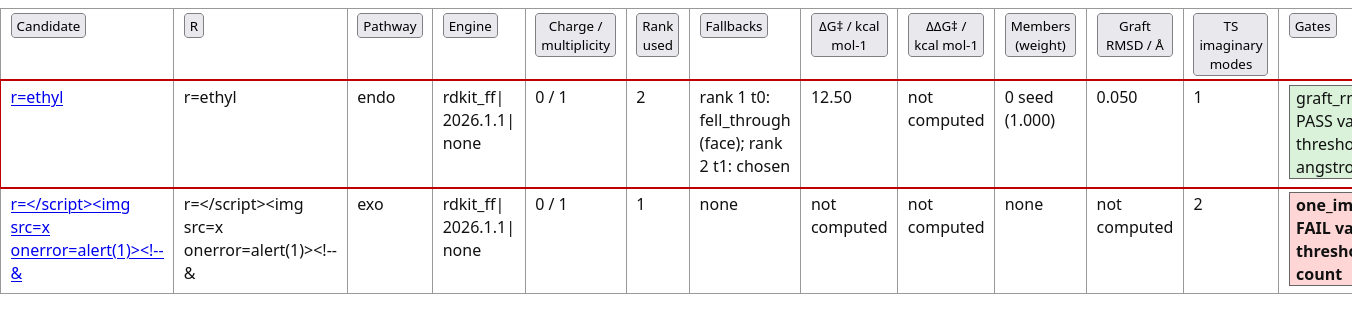 Candidate
R
Pathway
Engine
Charge /
multiplicity
Rank
used
Fallbacks
ΔG‡ / kcal
mol-1
ΔΔG‡ /
kcal mol-1
Members
(weight)
Graft
RMSD / Å
TS
imaginary
modes
Gates
r=ethyl
r=ethyl
endo
rdkit_ff|
2026.1.1|
none
0 / 1
2
rank 1 t0:
fell_through
(face); rank
2 t1: chosen
12.50
not
computed
0 seed
(1.000)
0.050
1
graft_r
PASS va
thresho
angstro
r=</script><img
src=x
onerror=alert(1)><!--
&
r=</script><img
src=x
onerror=alert(1)><!--
&
exo
rdkit_ff|
2026.1.1|
none
0 / 1
1
none
not
computed
not
computed
none
not
computed
2
one_im
FAIL va
thresho
count